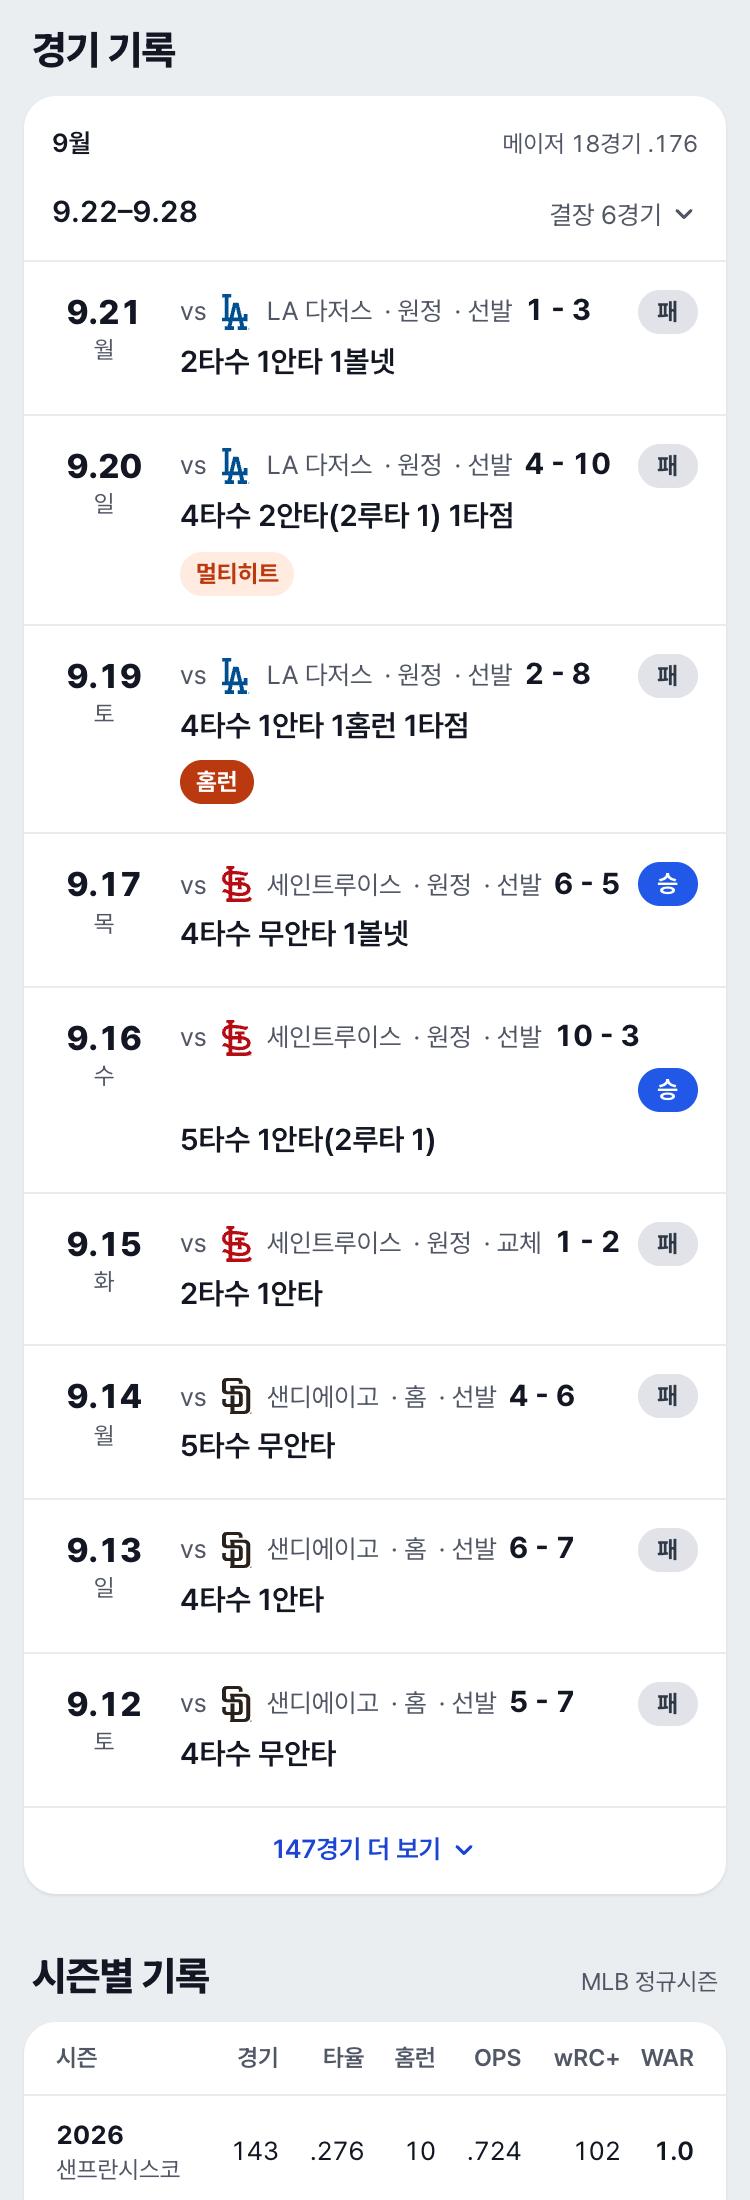 경기 기록
9월 메이저 18경기 .176
9.22–9.28 결장 6경기
9.21 vs LA 다저스 · 원정 · 선발 1 - 3 패
월 2타수 1안타 1볼넷
9.20 vs LA 다저스 · 원정 · 선발 4 - 10 패
일 4타수 2안타(2루타 1) 1타점
멀티히트
9.19 vs LA 다저스 · 원정 · 선발 2 - 8 패
토 4타수 1안타 1홈런 1타점
홈런
9.17 vs 세인트루이스 · 원정 · 선발 6 - 5 승
목 4타수 무안타 1볼넷
9.16 vs 세인트루이스 · 원정 · 선발 10 - 3
수 승
5타수 1안타(2루타 1)
9.15 vs 세인트루이스 · 원정 · 교체 1 - 2 패
화 2타수 1안타
9.14 vs 샌디에이고 · 홈 · 선발 4 - 6 패
월 5타수 무안타
9.13 vs 샌디에이고 · 홈 · 선발 6 - 7 패
일 4타수 1안타
9.12 vs 샌디에이고 · 홈 · 선발 5 - 7 패
토 4타수 무안타
147경기 더 보기
시즌별 기록 MLB 정규시즌
시즌 경기 타율 홈런 OPS wRC+ WAR
2026 143 .276 10 .724 102 1.0
샌프란시스코